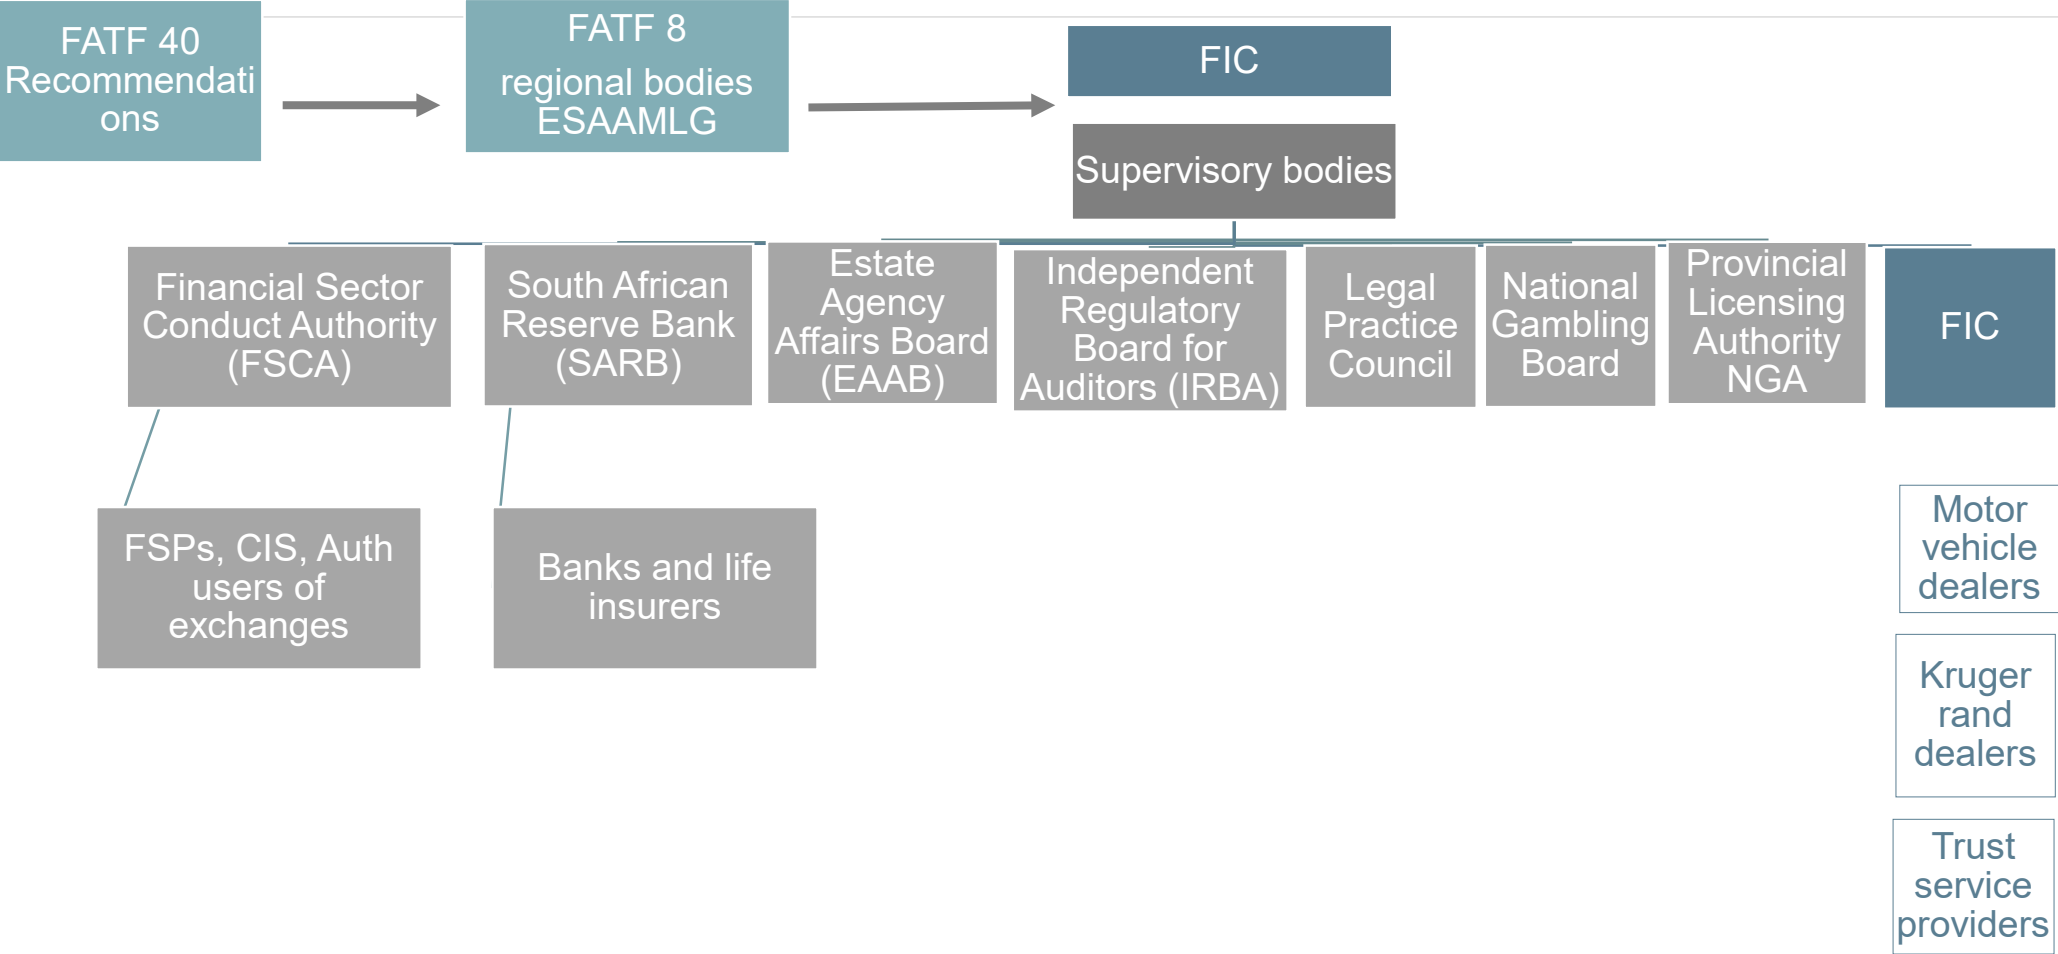 FATF 40
Recommendati
ons
FATF 8
regional bodies
ESAAMLG
FIC
Supervisory bodies
Financial Sector
Conduct Authority
(FSCA)
South African
Reserve Bank
(SARB)
Estate
Agency
Affairs Board
(EAAB)
Independent
Regulatory
Board for
Auditors (IRBA)
Legal
Practice
Council
National
Gambling
Board
Provincial
Licensing
Authority
NGA
FIC
FSPs, CIS, Auth
users of
exchanges
Banks and life
insurers
Motor
vehicle
dealers
Kruger
rand
dealers
Trust
service
providers